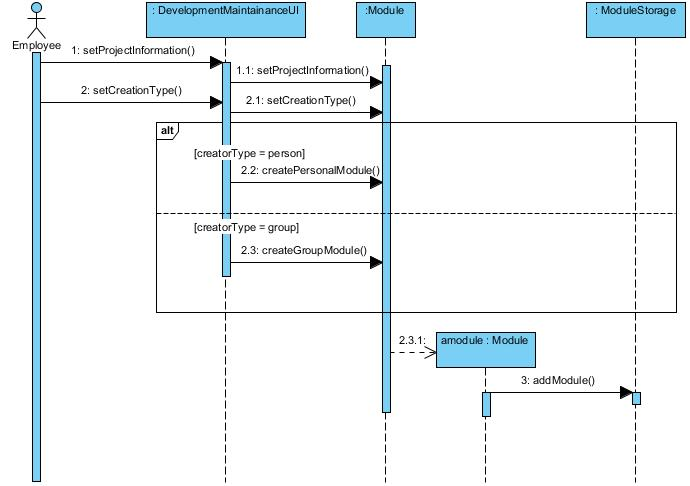 : DevelopmentMaintainanceUI
:Module
: ModuleStorage
Employee
1: setProjectInformation()
1.1: setProjectInformation()
2: setCreationType()
2.1: setCreationType()
alt
[creatorType = person]
2.2: createPersonalModule()
[creatorType = group]
2.3: createGroupModule()
2.3.1:
amodule : Module
3: addModule()